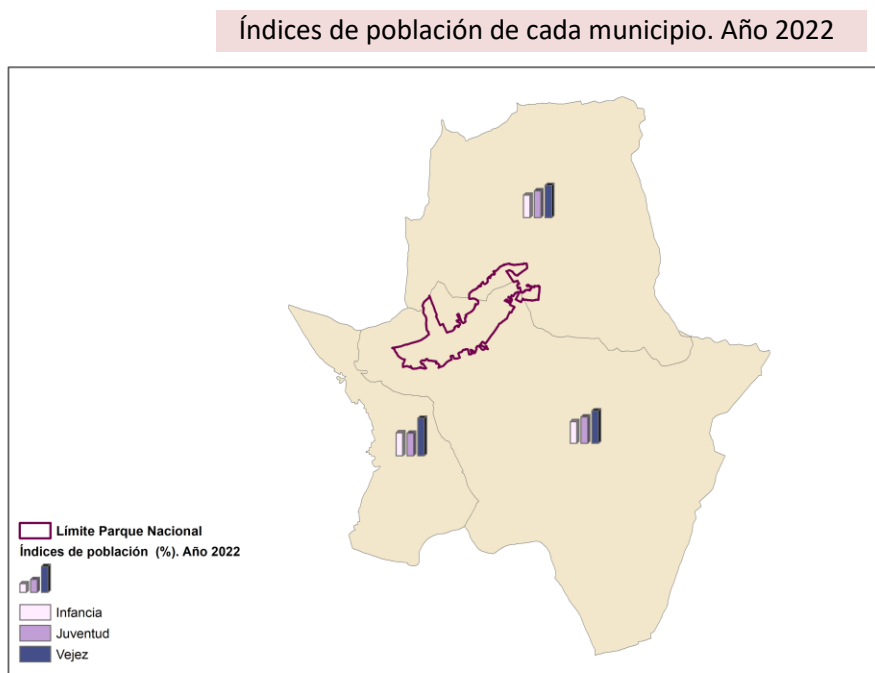 Índices de población de cada municipio. Año 2022
Límite Parque Nacional
Índices de población (%). Año 2022
Infancia
Juventud
Vejez